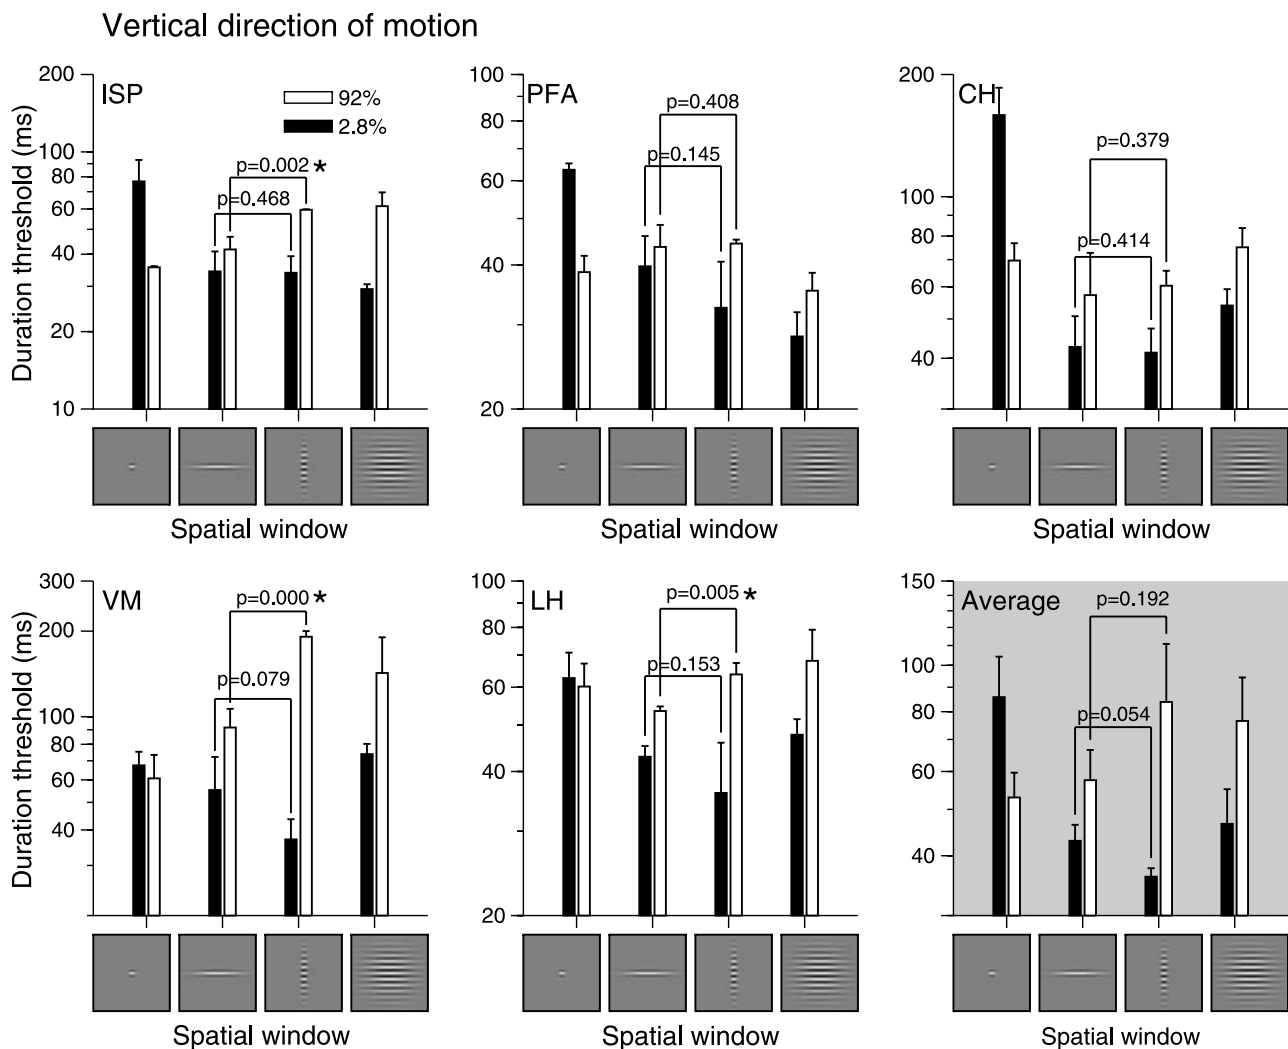 Vertical direction of motion
ISP
92%
2.8%
Duration threshold (ms)
200
100
80
60
40
20
10
p=0.002 *
p=0.468
Spatial window
PFA
100
80
60
40
20
p=0.408
p=0.145
Spatial window
CH
200
100
80
60
40
p=0.379
p=0.414
Spatial window
VM
Duration threshold (ms)
300
200
100
80
60
40
p=0.000 *
p=0.079
Spatial window
LH
100
80
60
40
20
p=0.005 *
p=0.153
Spatial window
Average
150
100
80
60
40
p=0.192
p=0.054
Spatial window